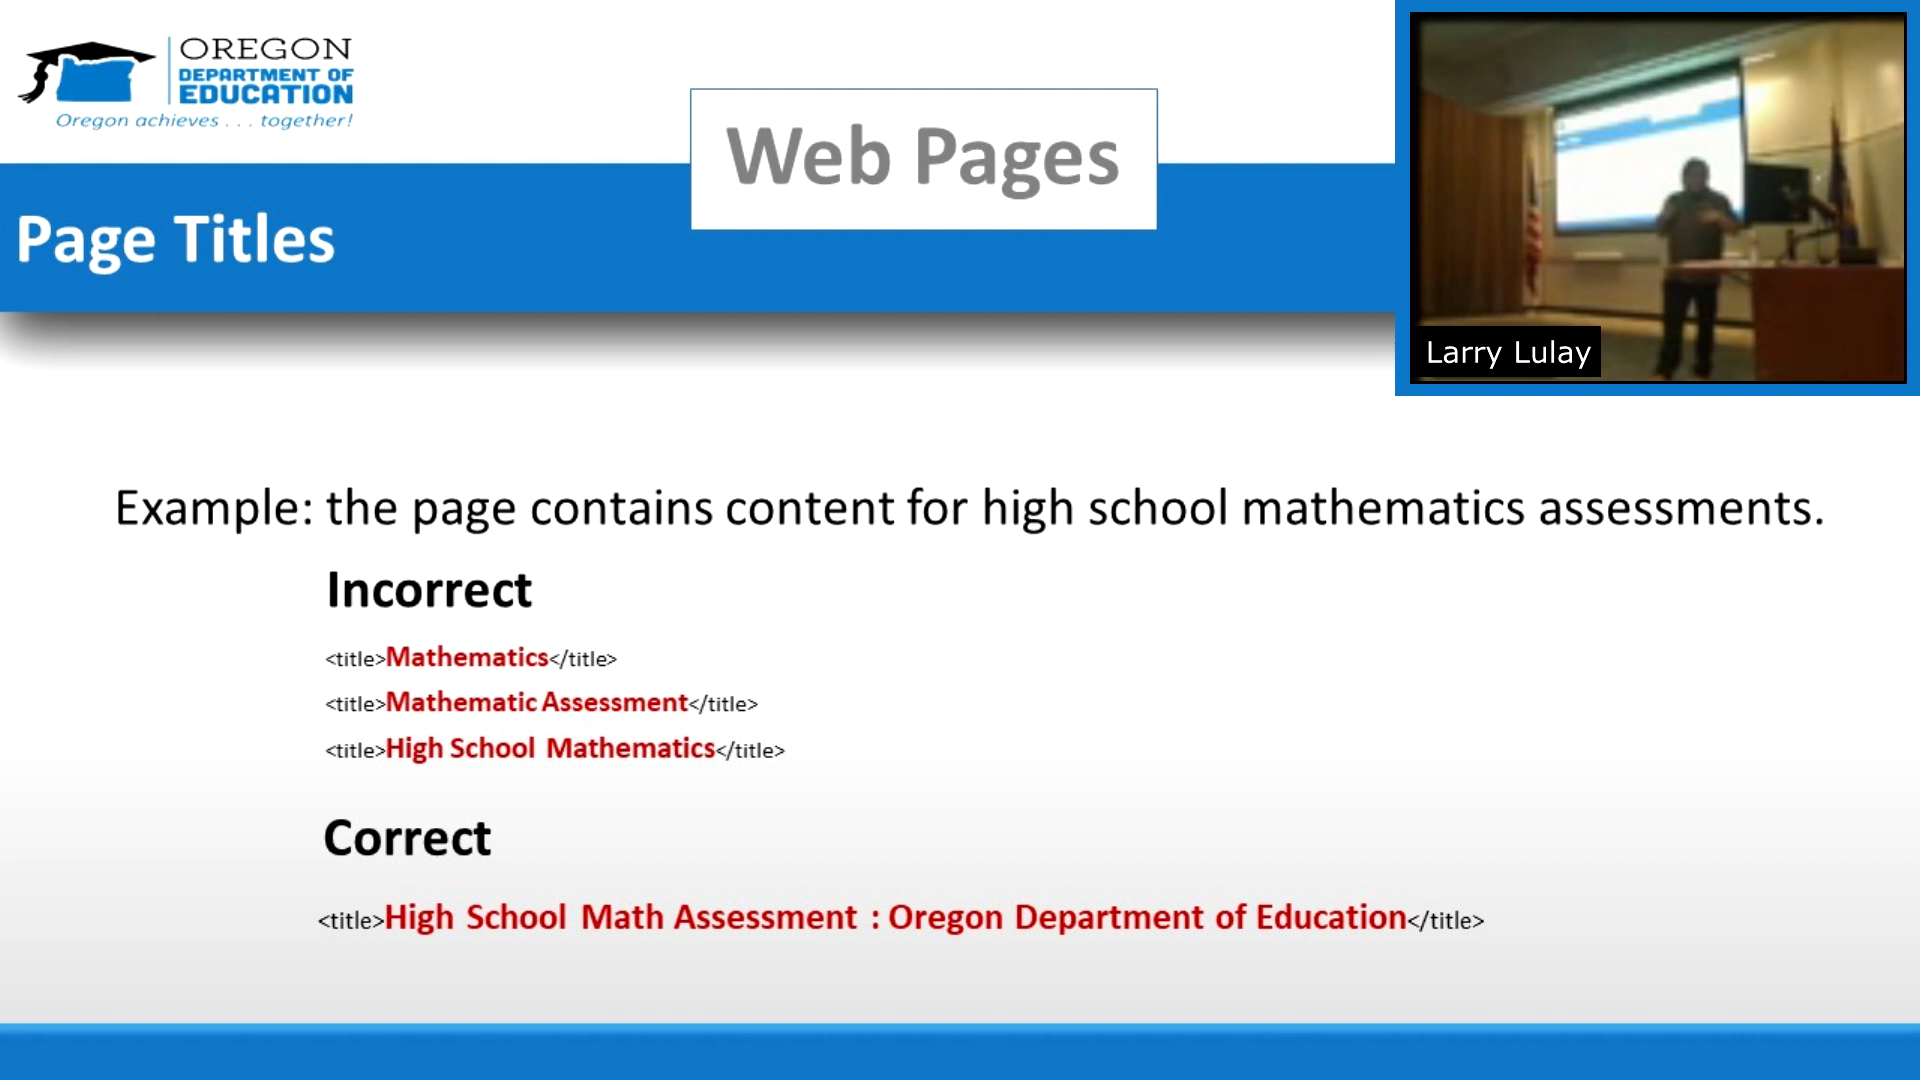 OREGON
DEPARTMENT OF
EDUCATION
Oregon achieves . . . together!
Web Pages
Page Titles
Larry Lulay
Example: the page contains content for high school mathematics assessments.
Incorrect
<title>Mathematics</title>
<title>Mathematic Assessment</title>
<title>High School Mathematics</title>
Correct
<title>High School Math Assessment : Oregon Department of Education</title>